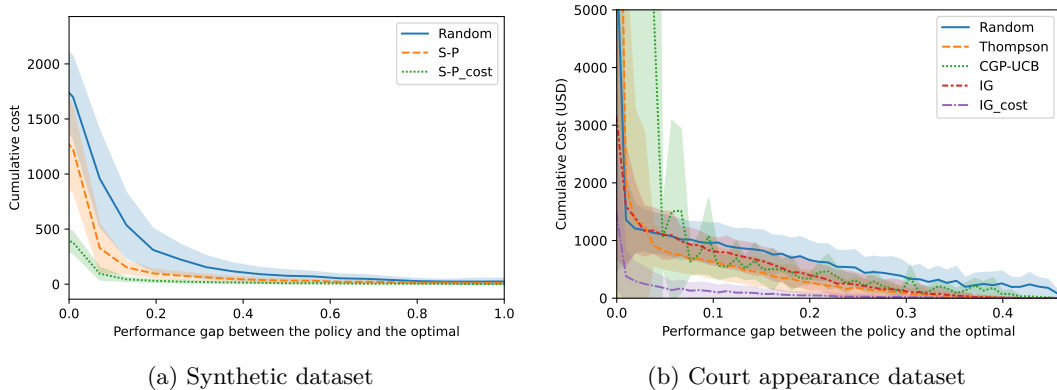 Cumulative cost
2000
1500
1000
500
0
0.0 0.2 0.4 0.6 0.8 1.0
Performance gap between the policy and the optimal
Random
S-P
S-P_cost
(a) Synthetic dataset
Cumulative Cost (USD)
5000
4000
3000
2000
1000
0
0.0 0.1 0.2 0.3 0.4
Performance gap between the policy and the optimal
Random
Thompson
CGP-UCB
IG
IG_cost
(b) Court appearance dataset